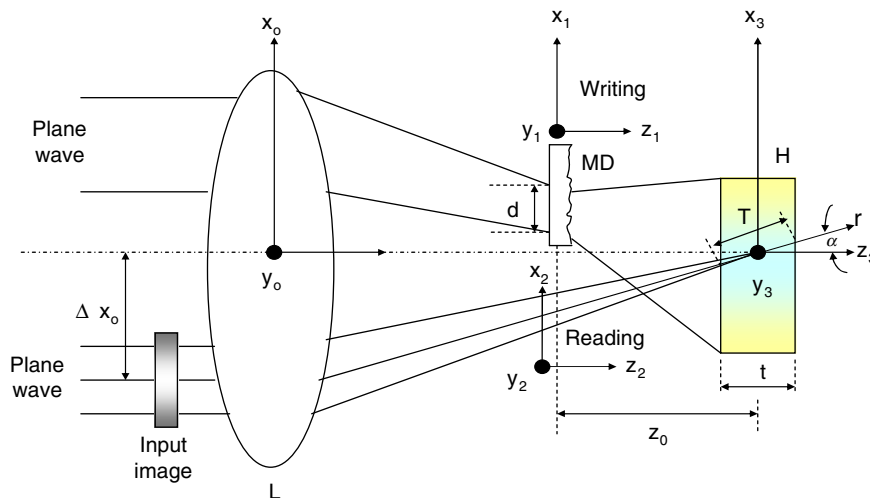 x₀
x₁
x₃
Writing
Plane
wave
y₁
z₁
H
MD
d
T
r
α
z₃
y₀
x₂
y₃
Δ x₀
Reading
Plane
wave
y₂
z₂
t
z₀
Input
image
L